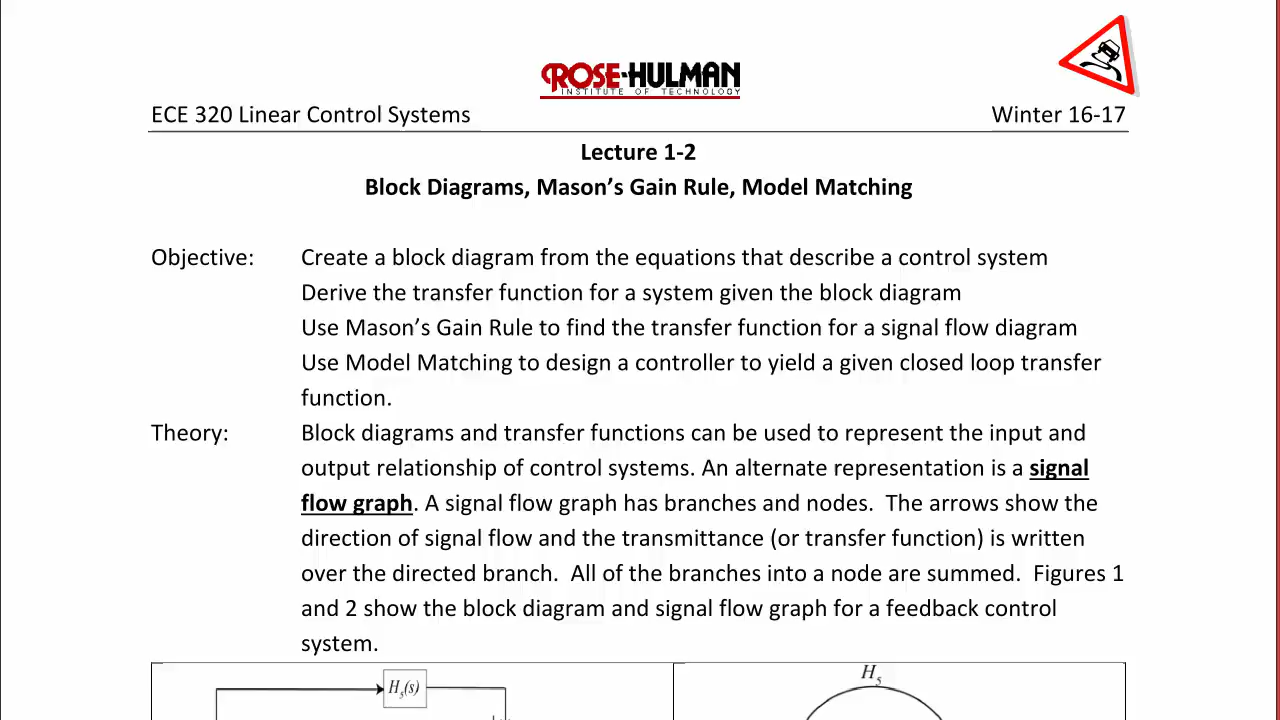 ROSE-HULMAN
INSTITUTE OF TECHNOLOGY
ECE 320 Linear Control Systems Winter 16-17
Lecture 1-2
Block Diagrams, Mason’s Gain Rule, Model Matching
Objective: Create a block diagram from the equations that describe a control system
Derive the transfer function for a system given the block diagram
Use Mason’s Gain Rule to find the transfer function for a signal flow diagram
Use Model Matching to design a controller to yield a given closed loop transfer
function.
Theory: Block diagrams and transfer functions can be used to represent the input and
output relationship of control systems. An alternate representation is a signal
flow graph. A signal flow graph has branches and nodes. The arrows show the
direction of signal flow and the transmittance (or transfer function) is written
over the directed branch. All of the branches into a node are summed. Figures 1
and 2 show the block diagram and signal flow graph for a feedback control
system.
H5(s) H5